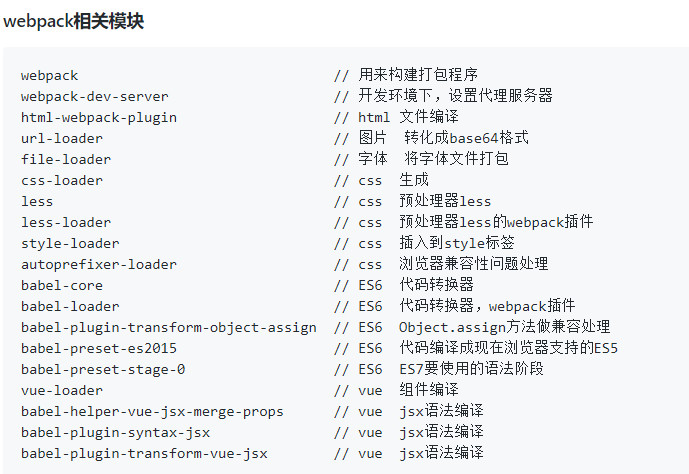 webpack相关模块
webpack // 用来构建打包程序
webpack-dev-server // 开发环境下，设置代理服务器
html-webpack-plugin // html 文件编译
url-loader // 图片 转化成base64格式
file-loader // 字体 将字体文件打包
css-loader // css 生成
less // css 预处理器less
less-loader // css 预处理器less的webpack插件
style-loader // css 插入到style标签
autoprefixer-loader // css 浏览器兼容性问题处理
babel-core // ES6 代码转换器
babel-loader // ES6 代码转换器，webpack插件
babel-plugin-transform-object-assign // ES6 Object.assign方法做兼容处理
babel-preset-es2015 // ES6 代码编译成现在浏览器支持的ES5
babel-preset-stage-0 // ES6 ES7要使用的语法阶段
vue-loader // vue 组件编译
babel-helper-vue-jsx-merge-props // vue jsx语法编译
babel-plugin-syntax-jsx // vue jsx语法编译
babel-plugin-transform-vue-jsx // vue jsx语法编译